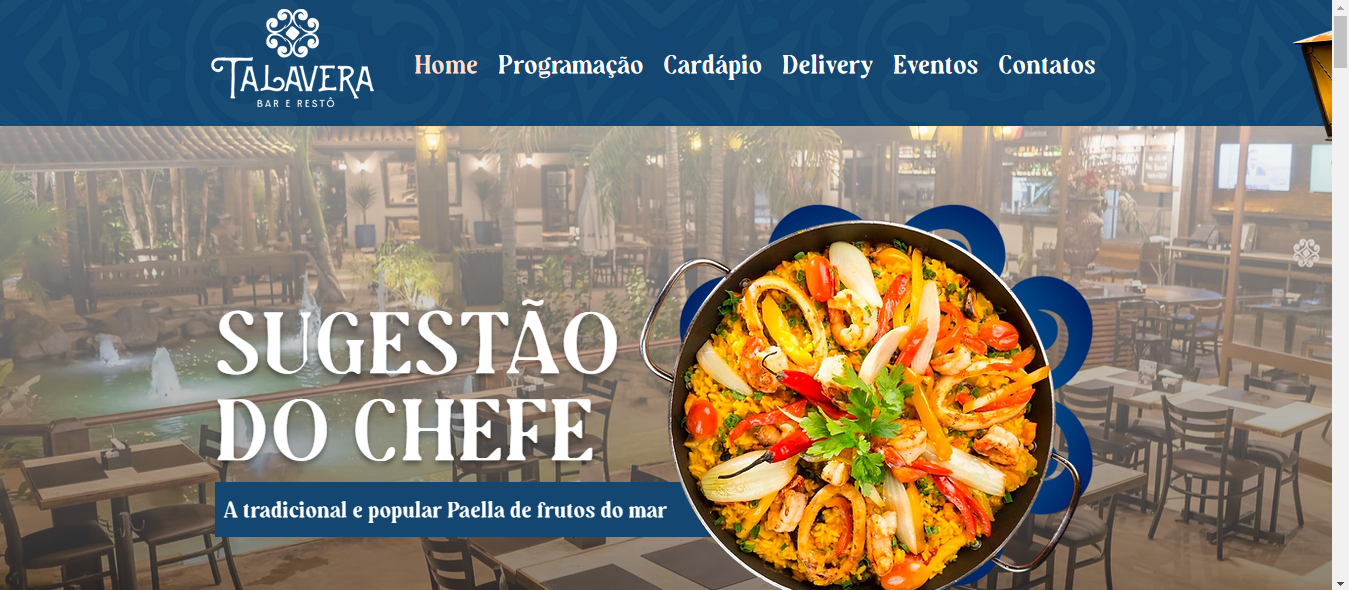 TALAVERA
BAR E RESTÔ
Home Programação Cardápio Delivery Eventos Contatos
SUGESTÃO
DO CHEFE
A tradicional e popular Paella de frutos do mar